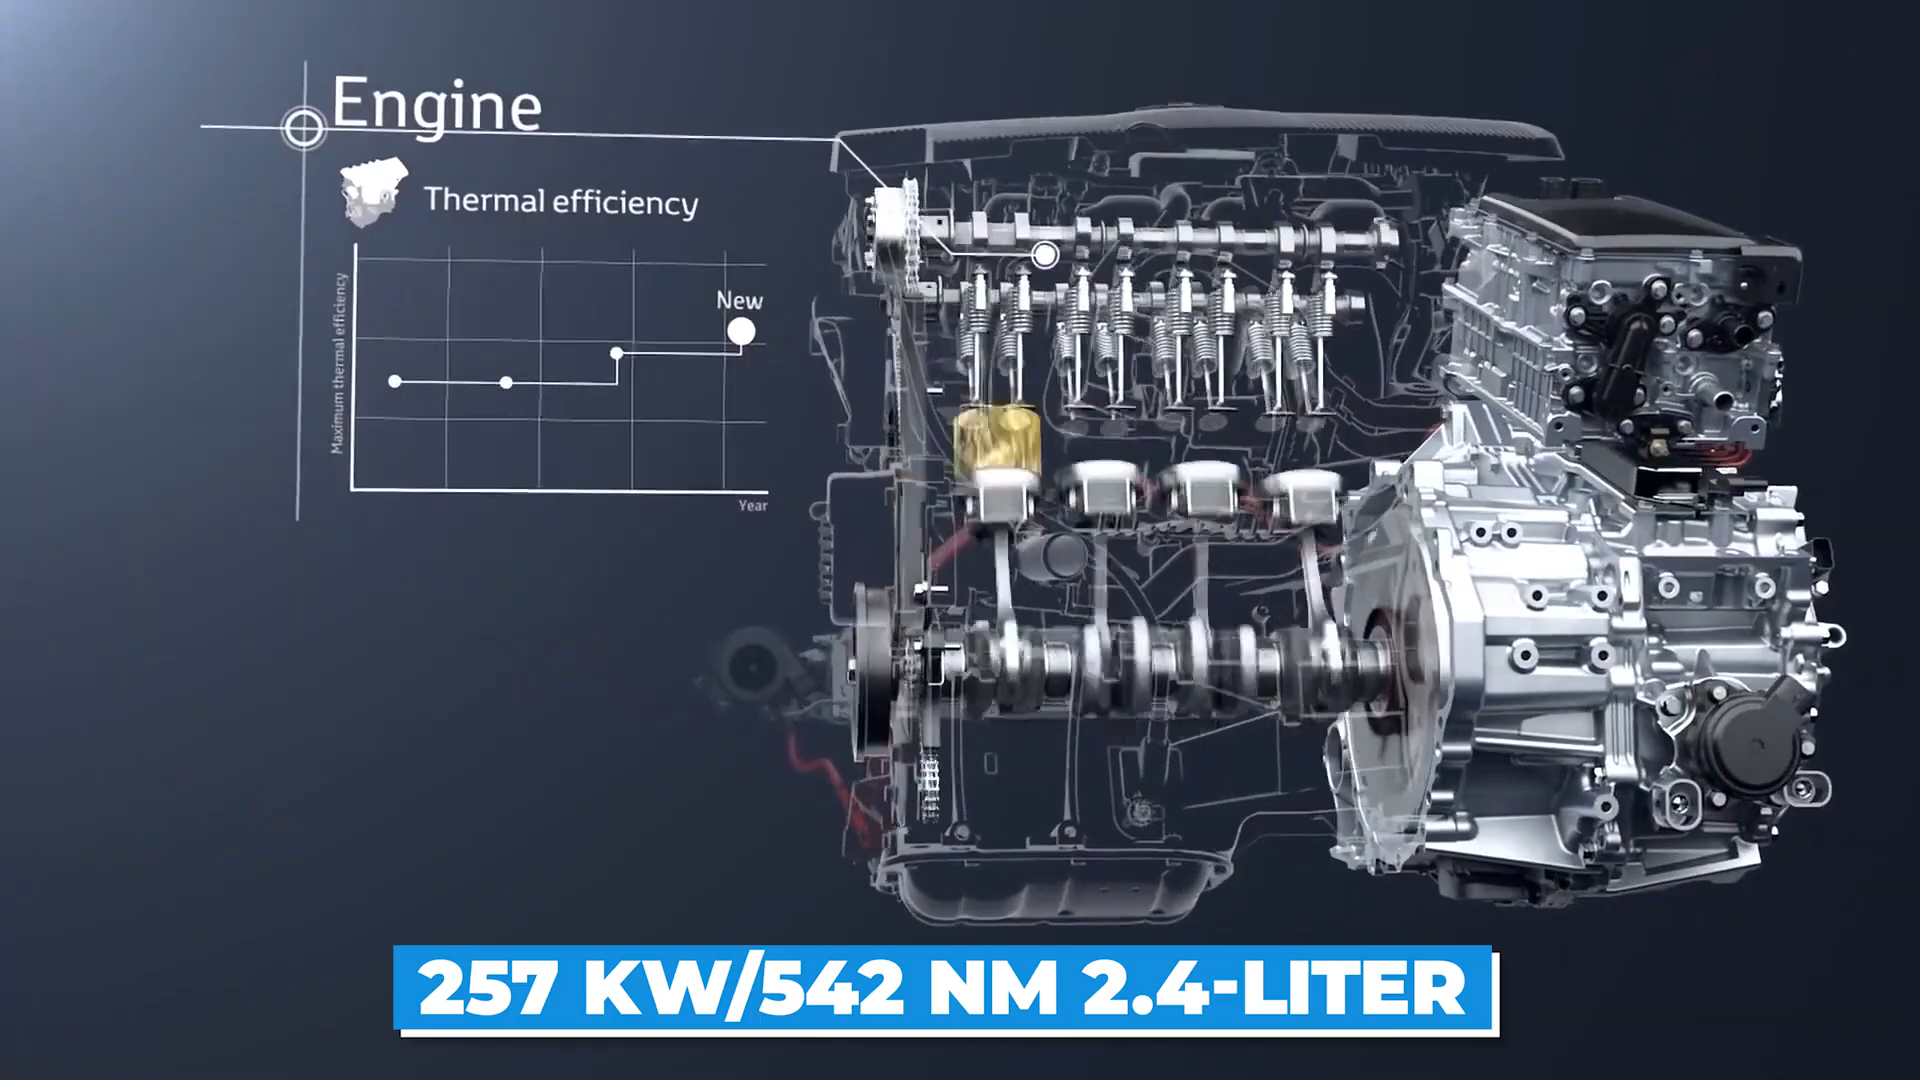 Engine
Thermal efficiency
New
Maximum thermal efficiency
Year
257 KW/542 NM 2.4-LITER